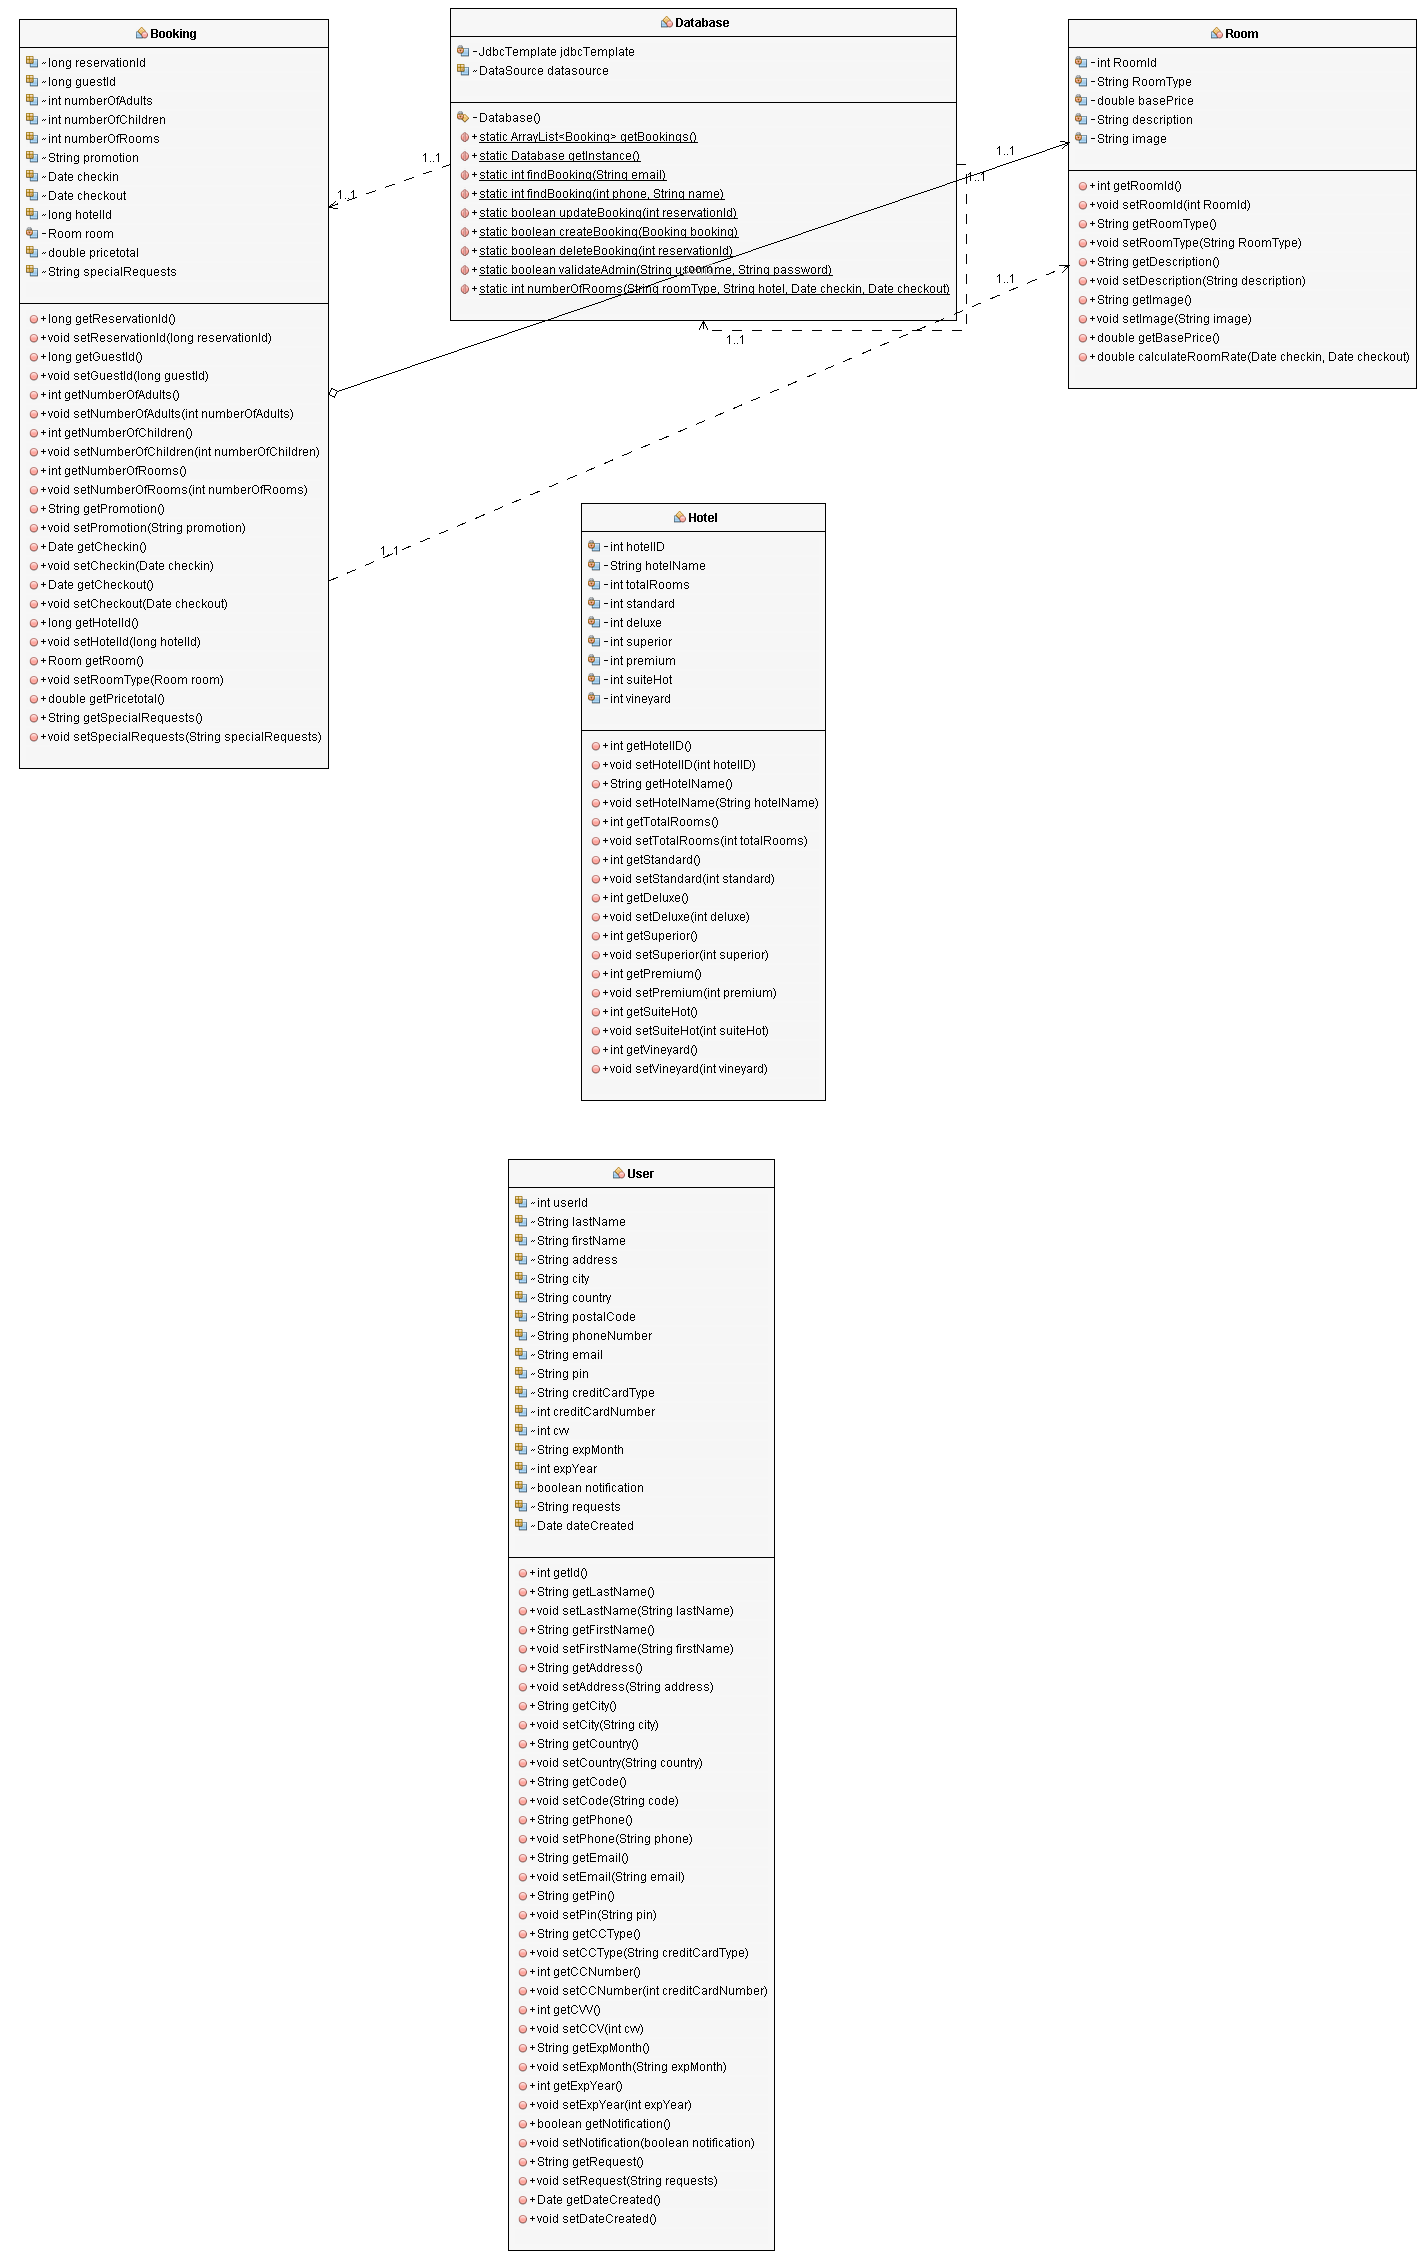 Booking
~long reservationId
~long guestId
~int numberOfAdults
~int numberOfChildren
~int numberOfRooms
~String promotion
~Date checkin
~Date checkout
~long hotelId
-Room room
~double pricetotal
~String specialRequests
+long getReservationId()
+void setReservationId(long reservationId)
+long getGuestId()
+void setGuestId(long guestId)
+int getNumberOfAdults()
+void setNumberOfAdults(int numberOfAdults)
+int getNumberOfChildren()
+void setNumberOfChildren(int numberOfChildren)
+int getNumberOfRooms()
+void setNumberOfRooms(int numberOfRooms)
+String getPromotion()
+void setPromotion(String promotion)
+Date getCheckin()
+void setCheckin(Date checkin)
+Date getCheckout()
+void setCheckout(Date checkout)
+long getHotelId()
+void setHotelId(long hotelId)
+Room getRoom()
+void setRoomType(Room room)
+double getPricetotal()
+String getSpecialRequests()
+void setSpecialRequests(String specialRequests)
Database
-JdbcTemplate jdbcTemplate
~DataSource datasource
-Database()
+static ArrayList<Booking> getBookings()
+static Database getInstance()
+static int findBooking(String email)
+static int findBooking(int phone, String name)
+static boolean updateBooking(int reservationId)
+static boolean createBooking(Booking booking)
+static boolean deleteBooking(int reservationId)
+static boolean validateAdmin(String username, String password)
+static int numberOfRooms(String roomType, String hotel, Date checkin, Date checkout)
room
1..1
1..1
1..1
1..1
1..1
1..1
1..1
Room
-int RoomId
-String RoomType
-double basePrice
-String description
-String image
+int getRoomId()
+void setRoomId(int RoomId)
+String getRoomType()
+void setRoomType(String RoomType)
+String getDescription()
+void setDescription(String description)
+String getImage()
+void setImage(String image)
+double getBasePrice()
+double calculateRoomRate(Date checkin, Date checkout)
Hotel
-int hotelID
-String hotelName
-int totalRooms
-int standard
-int deluxe
-int superior
-int premium
-int suiteHot
-int vineyard
+int getHotelID()
+void setHotelID(int hotelID)
+String getHotelName()
+void setHotelName(String hotelName)
+int getTotalRooms()
+void setTotalRooms(int totalRooms)
+int getStandard()
+void setStandard(int standard)
+int getDeluxe()
+void setDeluxe(int deluxe)
+int getSuperior()
+void setSuperior(int superior)
+int getPremium()
+void setPremium(int premium)
+int getSuiteHot()
+void setSuiteHot(int suiteHot)
+int getVineyard()
+void setVineyard(int vineyard)
User
~int userId
~String lastName
~String firstName
~String address
~String city
~String country
~String postalCode
~String phoneNumber
~String email
~String pin
~String creditCardType
~int creditCardNumber
~int cvv
~String expMonth
~int expYear
~boolean notification
~String requests
~Date dateCreated
+int getId()
+String getLastName()
+void setLastName(String lastName)
+String getFirstName()
+void setFirstName(String firstName)
+String getAddress()
+void setAddress(String address)
+String getCity()
+void setCity(String city)
+String getCountry()
+void setCountry(String country)
+String getCode()
+void setCode(String code)
+String getPhone()
+void setPhone(String phone)
+String getEmail()
+void setEmail(String email)
+String getPin()
+void setPin(String pin)
+String getCCType()
+void setCCType(String creditCardType)
+int getCCNumber()
+void setCCNumber(int creditCardNumber)
+int getCVV()
+void setCCV(int cvv)
+String getExpMonth()
+void setExpMonth(String expMonth)
+int getExpYear()
+void setExpYear(int expYear)
+boolean getNotification()
+void setNotification(boolean notification)
+String getRequest()
+void setRequest(String requests)
+Date getDateCreated()
+void setDateCreated()